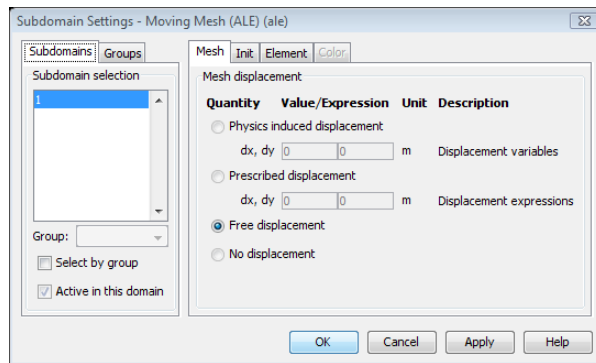 Subdomain Settings - Moving Mesh (ALE) (ale)
Subdomains Groups
Mesh Init Element Color
Subdomain selection
1
Group:
Select by group
Active in this domain
Mesh displacement
Quantity Value/Expression Unit Description
Physics induced displacement
dx, dy 0 0 m Displacement variables
Prescribed displacement
dx, dy 0 0 m Displacement expressions
Free displacement
No displacement
OK Cancel Apply Help